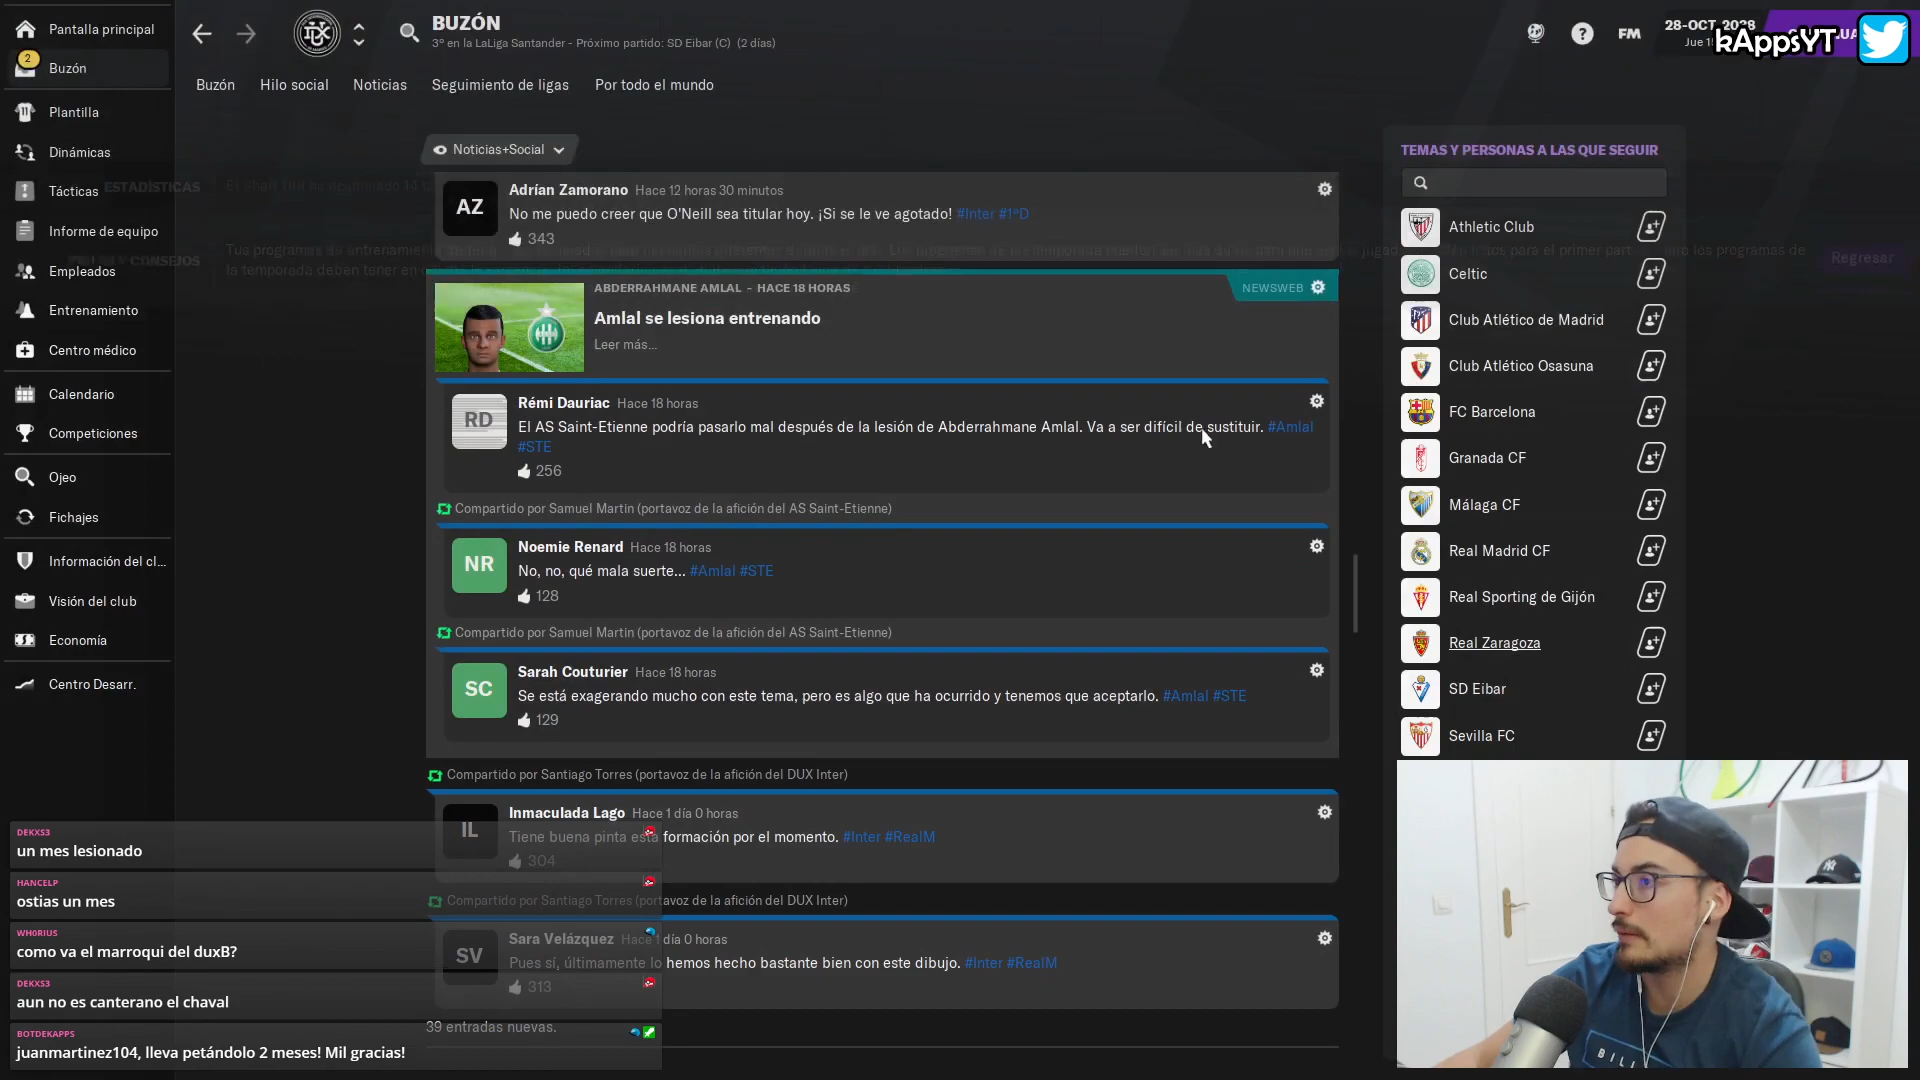 Pantalla principal
2
Buzón
Plantilla
Dinámicas
Tácticas
Informe de equipo
Empleados
Entrenamiento
Centro médico
Calendario
Competiciones
Ojeo
Fichajes
Información del cl...
Visión del club
Economía
Centro Desarr.
DUX
BUZÓN
3º en la LaLiga Santander - Próximo partido: SD Eibar (C) (2 días)
FM
28-OCT-2028
Jue
kAppsYT
Buzón
Hilo social
Noticias
Seguimiento de ligas
Por todo el mundo
Noticias+Social
ESTADÍSTICAS
Regresar
AZ
Adrían Zamorano Hace 12 horas 30 minutos
No me puedo creer que O'Neill sea titular hoy. ¡Si se le ve agotado! #Inter #1ªD
343
ABDERRAHMANE AMLAL - HACE 18 HORAS
NEWSWEB
Amlal se lesiona entrenando
Leer más...
RD
Rémi Dauriac Hace 18 horas
El AS Saint-Etienne podría pasarlo mal después de la lesión de Abderrahmane Amlal. Va a ser difícil de sustituir. #Amlal
#STE
256
Compartido por Samuel Martin (portavoz de la afición del AS Saint-Etienne)
NR
Noemie Renard Hace 18 horas
No, no, qué mala suerte... #Amlal #STE
128
Compartido por Samuel Martin (portavoz de la afición del AS Saint-Etienne)
SC
Sarah Couturier Hace 18 horas
Se está exagerando mucho con este tema, pero es algo que ha ocurrido y tenemos que aceptarlo. #Amlal #STE
129
Compartido por Santiago Torres (portavoz de la afición del DUX Inter)
IL
Inmaculada Lago Hace 1 día 0 horas
Tiene buena pinta esta formación por el momento. #Inter #RealM
304
Compartido por Santiago Torres (portavoz de la afición del DUX Inter)
SV
Sara Velázquez Hace 1 día 0 horas
Pues sí, últimamente lo hemos hecho bastante bien con este dibujo. #Inter #RealM
313
39 entradas nuevas.
TEMAS Y PERSONAS A LAS QUE SEGUIR
Athletic Club
Celtic
Club Atlético de Madrid
Club Atlético Osasuna
FC Barcelona
Granada CF
Málaga CF
Real Madrid CF
Real Sporting de Gijón
Real Zaragoza
SD Eibar
Sevilla FC
DEKXS3
un mes lesionado
HANCELP
ostias un mes
WH0RIUS
como va el marroqui del duxB?
DEKXS3
aun no es canterano el chaval
BOTDEKAPPS
juanmartinez104, lleva petándolo 2 meses! Mil gracias!